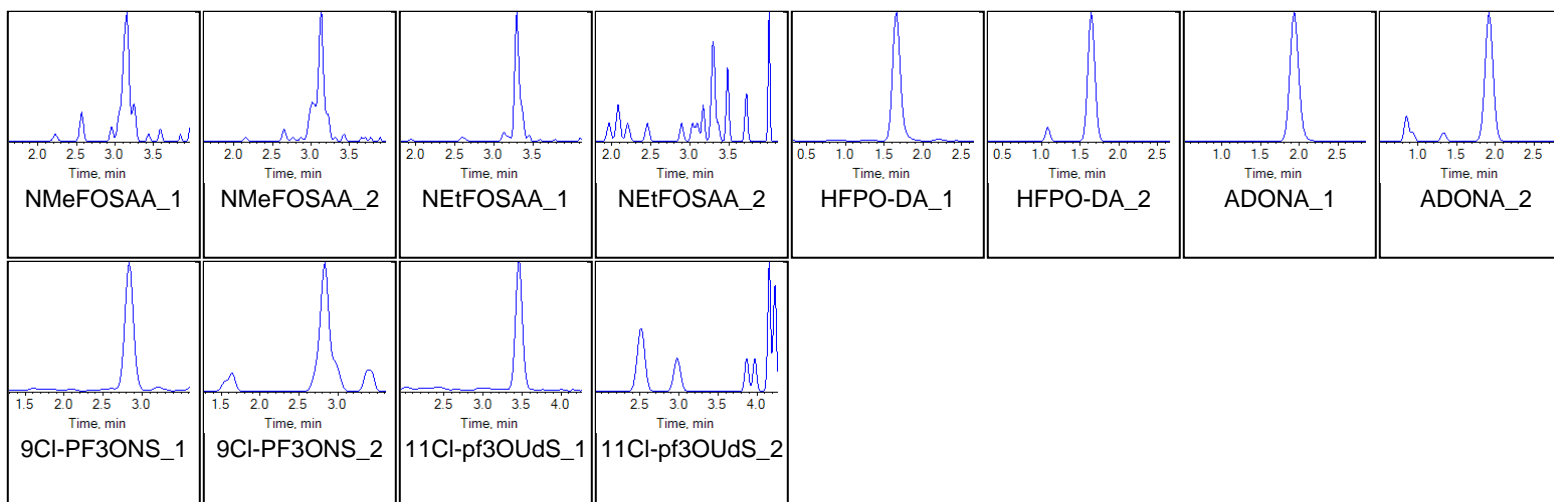 2.0 2.5 3.0 3.5
Time, min
NMeFOSAA_1
2.0 2.5 3.0 3.5
Time, min
NMeFOSAA_2
2.0 2.5 3.0 3.5
Time, min
NEtFOSAA_1
2.0 2.5 3.0 3.5
Time, min
NEtFOSAA_2
0.5 1.0 1.5 2.0 2.5
Time, min
HFPO-DA_1
0.5 1.0 1.5 2.0 2.5
Time, min
HFPO-DA_2
1.0 1.5 2.0 2.5
Time, min
ADONA_1
1.0 1.5 2.0 2.5
Time, min
ADONA_2
1.5 2.0 2.5 3.0
Time, min
9Cl-PF3ONS_1
1.5 2.0 2.5 3.0
Time, min
9Cl-PF3ONS_2
2.5 3.0 3.5 4.0
Time, min
11Cl-pf3OUdS_1
2.5 3.0 3.5 4.0
Time, min
11Cl-pf3OUdS_2